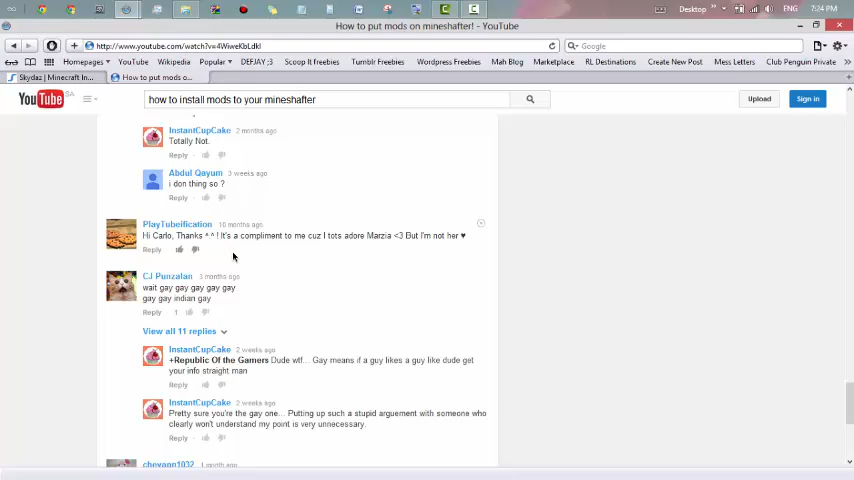 Desktop
ENG
7:24 PM
How to put mods on mineshafter! - YouTube
http://www.youtube.com/watch?v=4WiweKbLdkI
Google
Homepage
YouTube
Wikipedia
Popular
DEEJAY ;3
Scoop It Freebies
Tumblr Freebies
Wordpress Freebies
Mah Blog
Marketplace
RL Destinations
Create New Post
Mess Letters
Club Penguin Private
Skydaz | Minecraft In...
How to put mods o...
YouTube SA
how to install mods to your mineshafter
Upload
Sign in
InstantCupCake 2 months ago
Totally Not.
Reply
Abdul Qayum 3 weeks ago
i don thing so ?
Reply
PlayTubeification 10 months ago
Hi Carlo, Thanks ^.^ ! It's a compliment to me cuz I tots adore Marzia <3 But I'm not her ♥
Reply
CJ Punzalan 3 months ago
wait gay gay gay gay gay
gay gay indian gay
Reply 1
View all 11 replies
InstantCupCake 2 weeks ago
+Republic Of the Gamers Dude wtf... Gay means if a guy likes a guy like dude get
your info straight man
Reply
InstantCupCake 2 weeks ago
Pretty sure you're the gay one... Putting up such a stupid arguement with someone who
clearly won't understand my point is very unnecessary.
Reply
cheyann1032 1 month ago